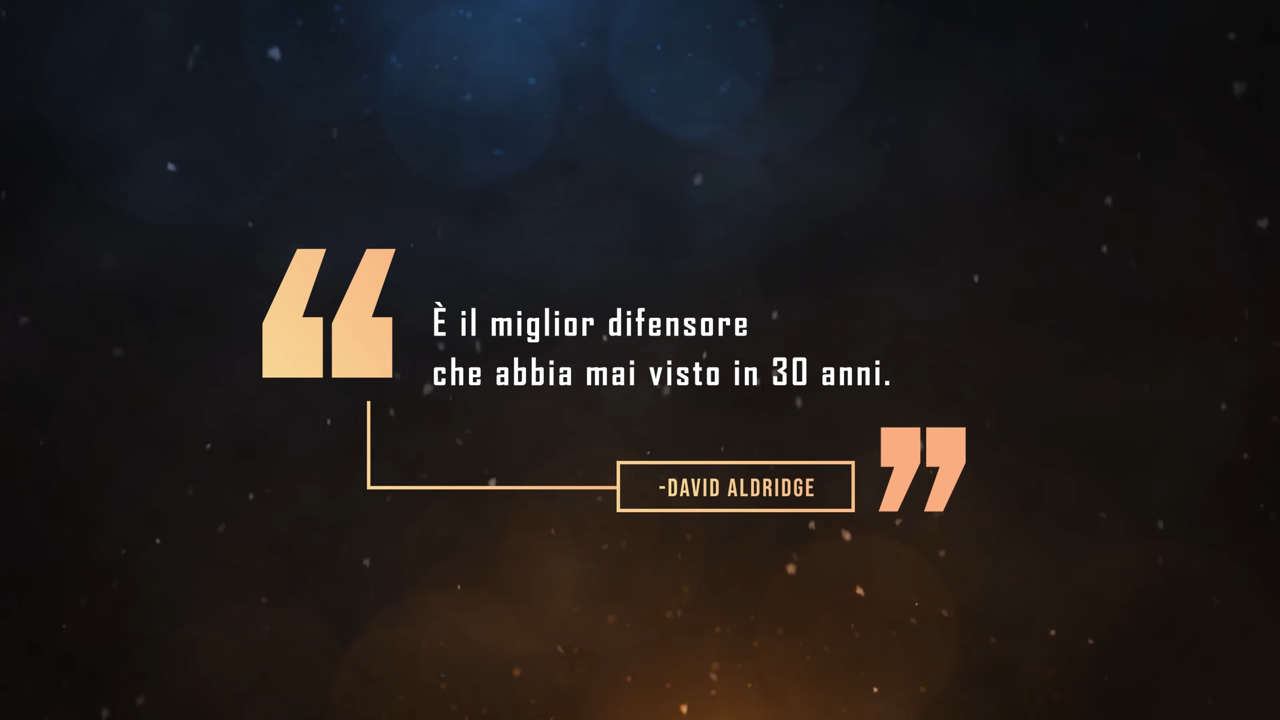 “
È il miglior difensore
che abbia mai visto in 30 anni.
-DAVID ALDRIDGE
”